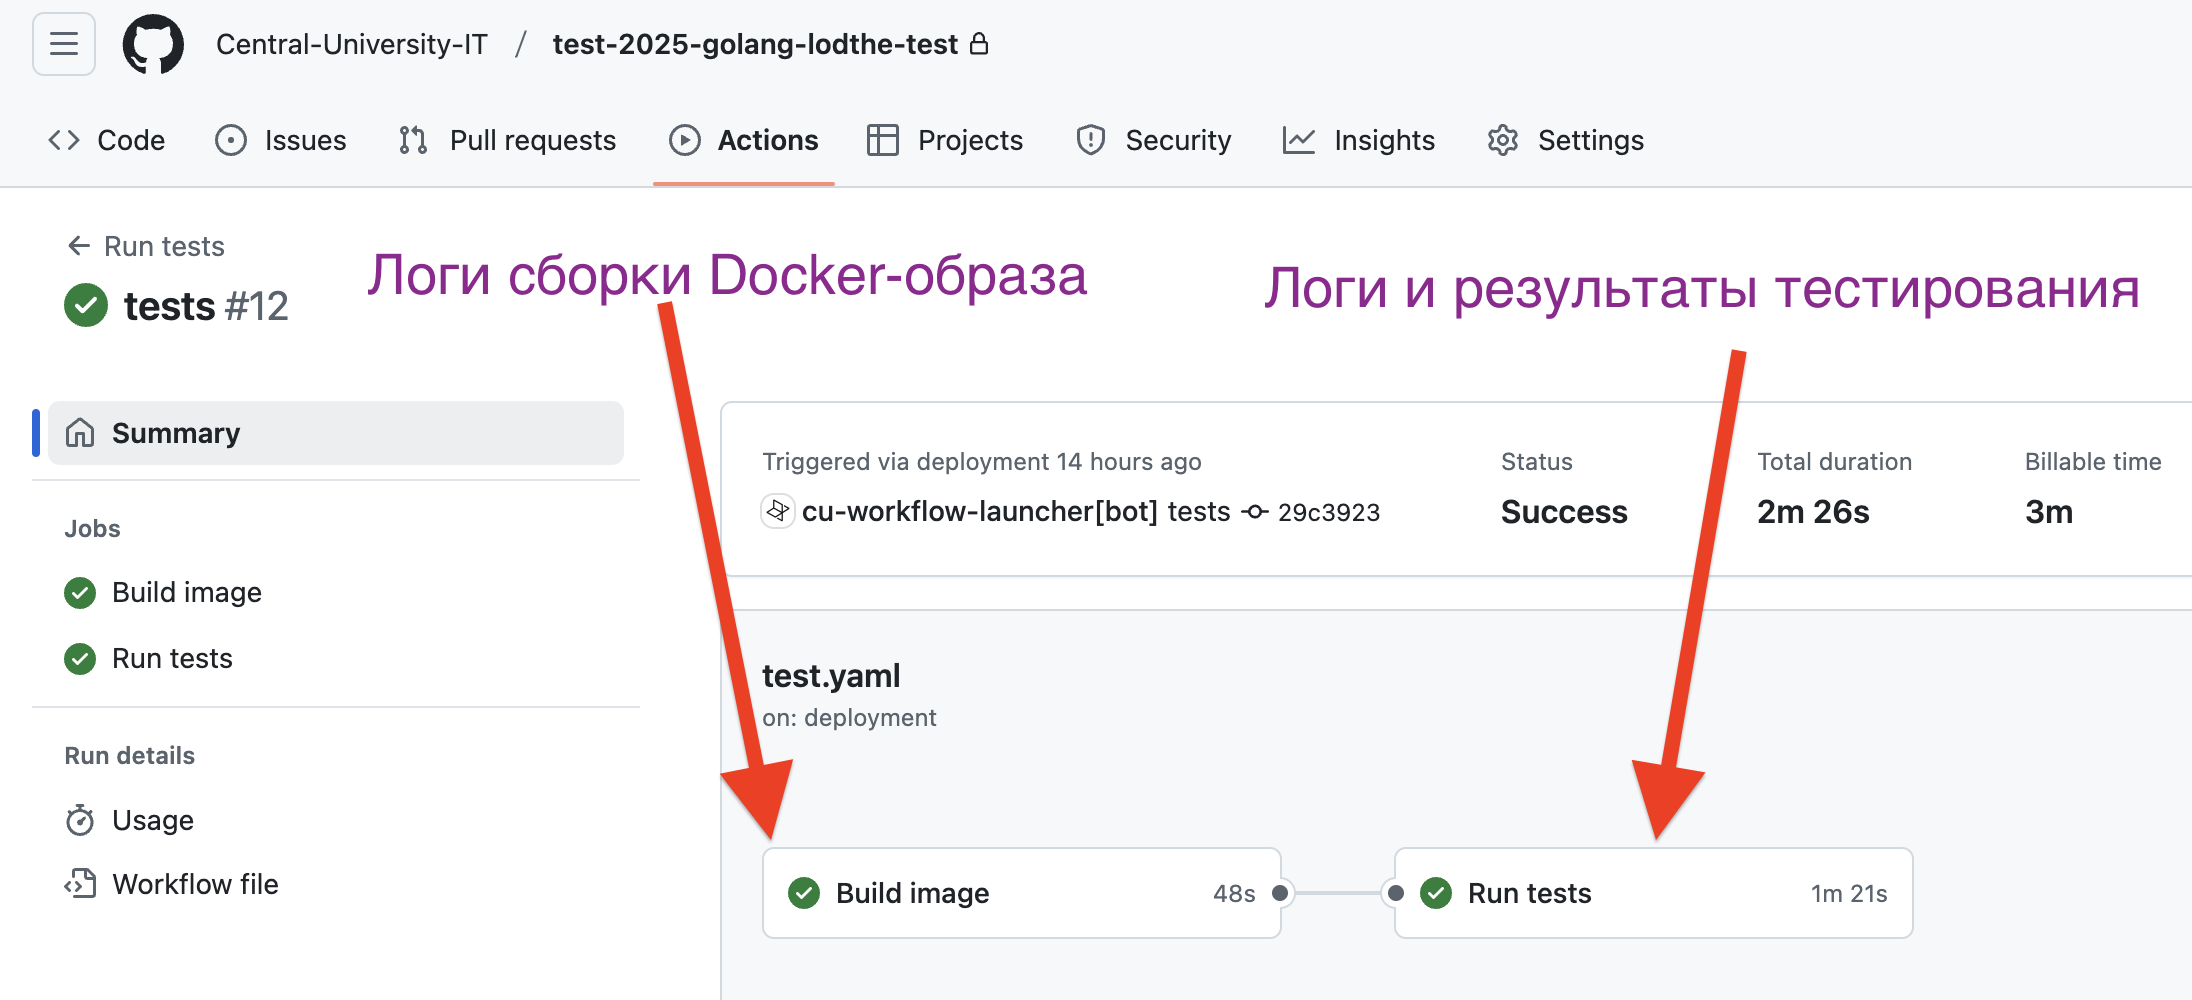 Central-University-IT / test-2025-golang-lodthe-test
Code Issues Pull requests Actions Projects Security Insights Settings
Run tests
tests #12
Логи сборки Docker-образа
Логи и результаты тестирования
Summary
Jobs
Build image
Run tests
Run details
Usage
Workflow file
Triggered via deployment 14 hours ago
cu-workflow-launcher[bot] tests 29c3923
Status
Success
Total duration
2m 26s
Billable time
3m
test.yaml
on: deployment
Build image 48s
Run tests 1m 21s